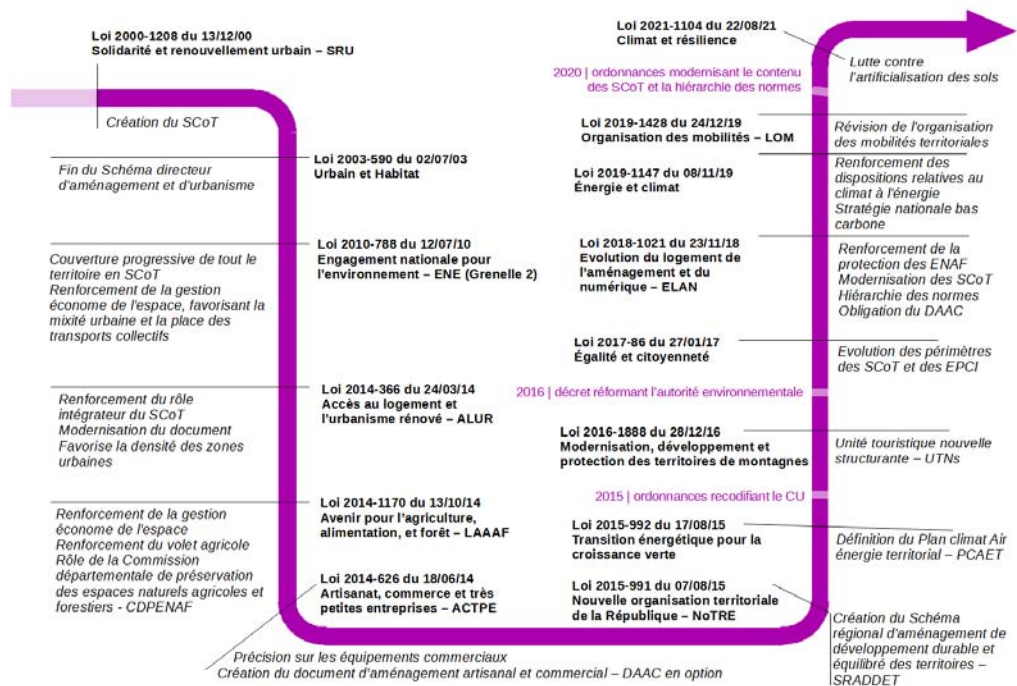 Loi 2000-1208 du 13/12/00
Solidarité et renouvellement urbain – SRU
Création du SCoT
Loi 2003-590 du 02/07/03
Urbain et Habitat
Fin du Schéma directeur
d'aménagement et d'urbanisme
Loi 2010-788 du 12/07/10
Engagement nationale pour
l'environnement – ENE (Grenelle 2)
Couverture progressive de tout le
territoire en SCoT
Renforcement de la gestion
économe de l'espace, favorisant la
mixité urbaine et la place des
transports collectifs
Loi 2014-366 du 24/03/14
Accès au logement et
l'urbanisme rénové – ALUR
Renforcement du rôle
intégrateur du SCoT
Modernisation du document
Favorise la densité des zones
urbaines
Loi 2014-1170 du 13/10/14
Avenir pour l'agriculture,
alimentation, et forêt – LAAAF
Renforcement de la gestion
économe de l'espace
Renforcement du volet agricole
Rôle de la Commission
départementale de préservation
des espaces naturels agricoles et
forestiers - CDPENAF
Loi 2014-626 du 18/06/14
Artisanat, commerce et très
petites entreprises – ACTPE
Précision sur les équipements commerciaux
Création du document d'aménagement artisanal et commercial – DAAC en option
Loi 2015-991 du 07/08/15
Nouvelle organisation territoriale
de la République – NoTRE
Création du Schéma
régional d'aménagement de
développement durable et
équilibré des territoires –
SRADDET
Loi 2015-992 du 17/08/15
Transition énergétique pour la
croissance verte
Définition du Plan climat Air
énergie territorial – PCAET
2015 | ordonnances recodifiant le CU
Loi 2016-1888 du 28/12/16
Modernisation, développement et
protection des territoires de montagnes
Unité touristique nouvelle
structurante – UTNs
2016 | décret réformant l'autorité environnementale
Loi 2017-86 du 27/01/17
Égalité et citoyenneté
Evolution des périmètres
des SCoT et des EPCI
Loi 2018-1021 du 23/11/18
Evolution du logement de
l'aménagement et du
numérique – ELAN
Renforcement de la
protection des ENAF
Modernisation des SCoT
Hiérarchie des normes
Obligation du DAAC
Loi 2019-1147 du 08/11/19
Énergie et climat
Renforcement des
dispositions relatives au
climat à l'énergie
Stratégie nationale bas
carbone
Loi 2019-1428 du 24/12/19
Organisation des mobilités – LOM
Révision de l'organisation
des mobilités territoriales
2020 | ordonnances modernisant le contenu
des SCoT et la hiérarchie des normes
Loi 2021-1104 du 22/08/21
Climat et résilience
Lutte contre
l'artificialisation des sols